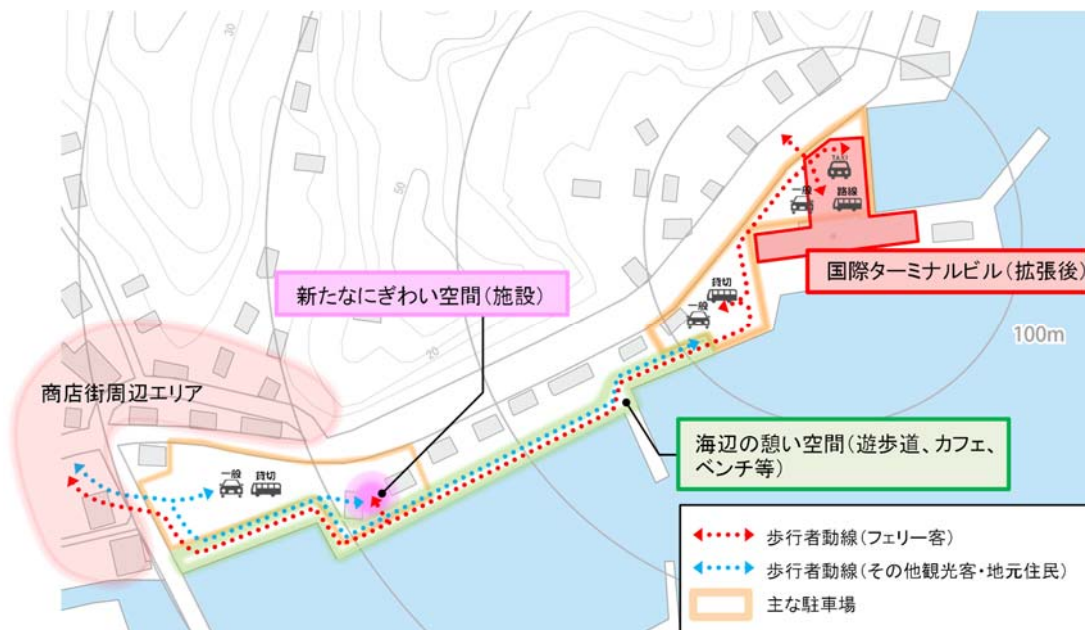 30
20
TAXI
一般
路線
50
国際ターミナルビル(拡張後)
新たなにぎわい空間(施設)
貸切
一般
100m
20
商店街周辺エリア
海辺の憩い空間(遊歩道、カフェ、
ベンチ等)
一般
貸切
歩行者動線(フェリー客)
歩行者動線(その他観光客・地元住民)
主な駐車場